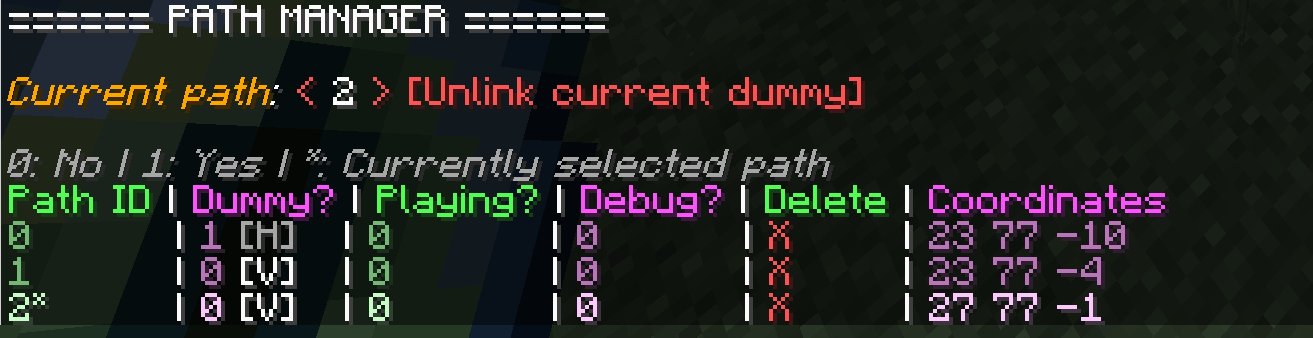 ====== PATH MANAGER ======
Current path: < 2 > [Unlink current dummy]
0: No | 1: Yes | *: Currently selected path
Path ID | Dummy? | Playing? | Debug? | Delete | Coordinates
0 | 1 [H] | 0 | 0 | X | 23 77 -10
1 | 0 [V] | 0 | 0 | X | 23 77 -4
2* | 0 [V] | 0 | 0 | X | 27 77 -1